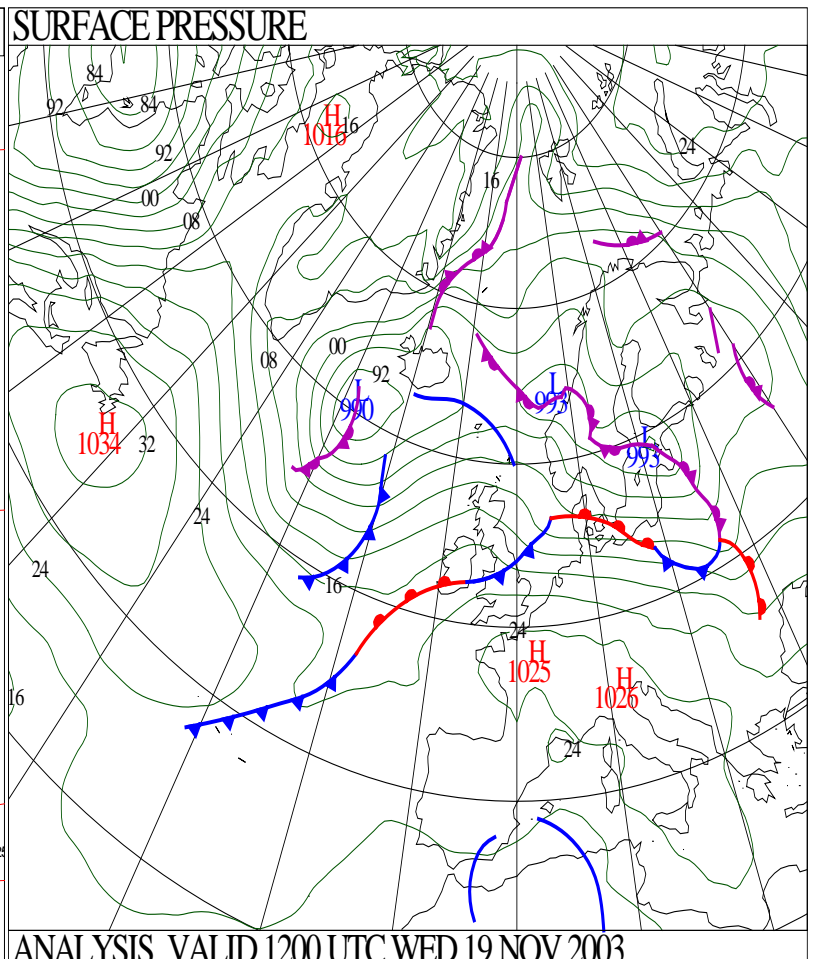 SURFACE PRESSURE
84
92
84
H
1016
16
24
92
16
00
08
00
08
92
L
990
L
993
H
1034
32
L
993
24
24
16
24
H
1025
H
1026
16
24
ANALYSIS VALID 1200 UTC WED 19 NOV 2003